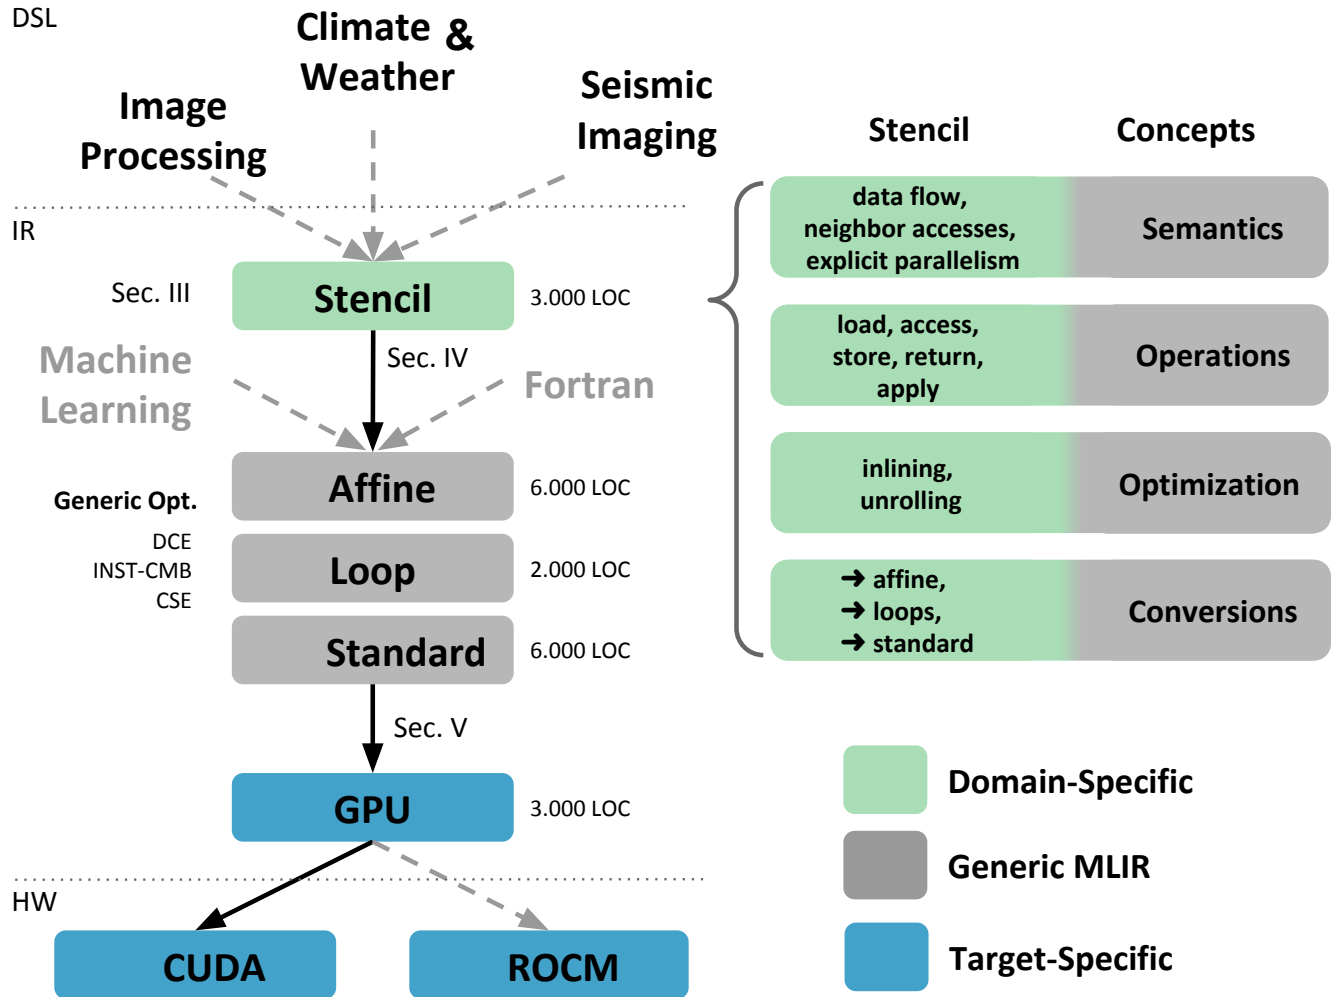 DSL
Climate &
Weather
Image
Processing
Seismic
Imaging
IR
Sec. III
Stencil
3.000 LOC
Sec. IV
Machine
Learning
Fortran
Affine
6.000 LOC
Generic Opt.
DCE
INST-CMB
CSE
Loop
2.000 LOC
Standard
6.000 LOC
Sec. V
GPU
3.000 LOC
HW
CUDA
ROCM
Stencil
Concepts
data flow,
neighbor accesses,
explicit parallelism
Semantics
load, access,
store, return,
apply
Operations
inlining,
unrolling
Optimization
➜ affine,
➜ loops,
➜ standard
Conversions
Domain-Specific
Generic MLIR
Target-Specific